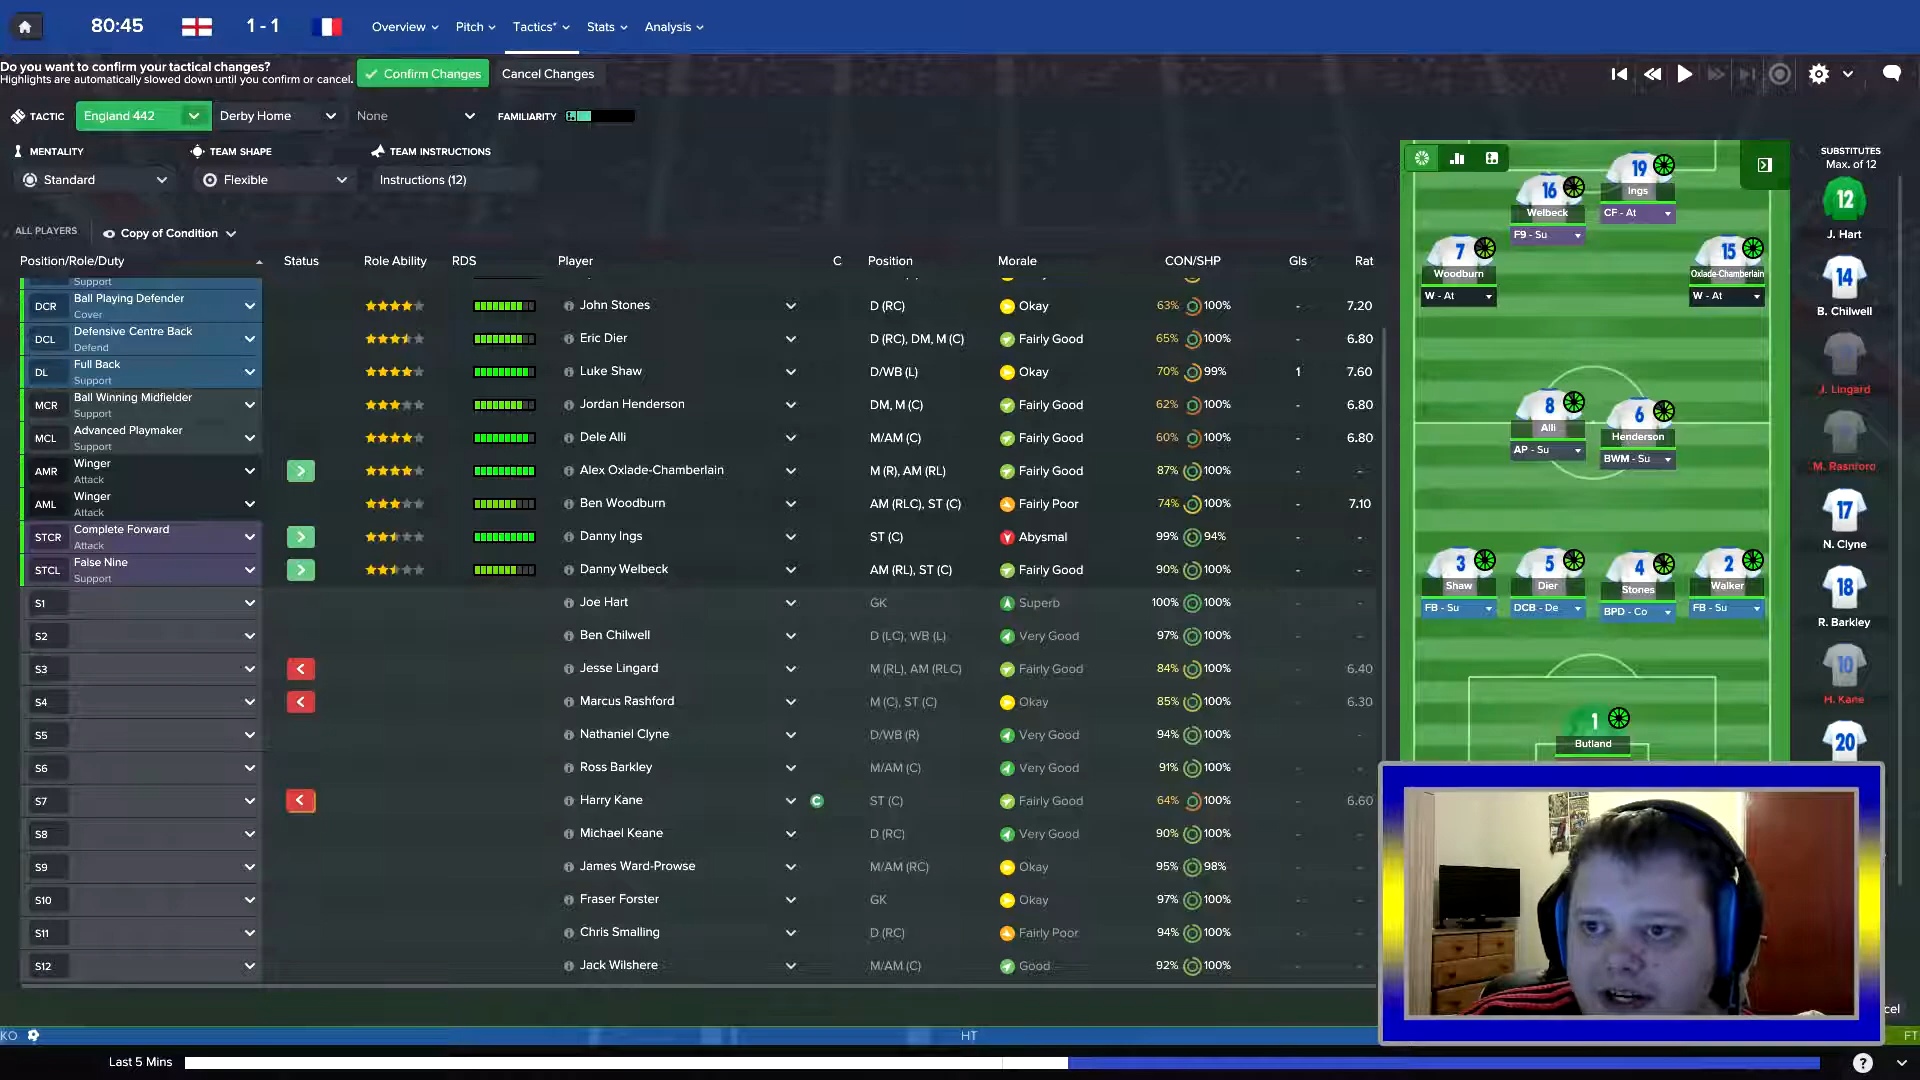 80:45 1 - 1 Overview Pitch Tactics* Stats Analysis
Do you want to confirm your tactical changes?
Highlights are automatically slowed down until you confirm or cancel.
Confirm Changes Cancel Changes
TACTIC England 442 Derby Home None FAMILIARITY
MENTALITY TEAM SHAPE TEAM INSTRUCTIONS
Standard Flexible Instructions (12)
ALL PLAYERS Copy of Condition
Position/Role/Duty Status Role Ability RDS Player C Position Morale CON/SHP Gls Rat
Support
DCR Ball Playing Defender Cover John Stones D (RC) Okay 63% 100% - 7.20
DCL Defensive Centre Back Defend Eric Dier D (RC), DM, M (C) Fairly Good 65% 100% - 6.80
DL Full Back Support Luke Shaw D/WB (L) Okay 70% 99% 1 7.60
MCR Ball Winning Midfielder Support Jordan Henderson DM, M (C) Fairly Good 62% 100% - 6.80
MCL Advanced Playmaker Support Dele Alli M/AM (C) Fairly Good 60% 100% - 6.80
AMR Winger Attack Alex Oxlade-Chamberlain M (R), AM (RL) Fairly Good 87% 100% - -
AML Winger Attack Ben Woodburn AM (RLC), ST (C) Fairly Poor 74% 100% - 7.10
STCR Complete Forward Attack Danny Ings ST (C) Abysmal 99% 94% - -
STCL False Nine Support Danny Welbeck AM (RL), ST (C) Fairly Good 90% 100% - -
S1 Joe Hart GK Superb 100% 100% - -
S2 Ben Chilwell D (LC), WB (L) Very Good 97% 100% - -
S3 Jesse Lingard M (RL), AM (RLC) Fairly Good 84% 100% - 6.40
S4 Marcus Rashford M (C), ST (C) Okay 85% 100% - 6.30
S5 Nathaniel Clyne D/WB (R) Very Good 94% 100% - -
S6 Ross Barkley M/AM (C) Very Good 91% 100% - -
S7 Harry Kane C ST (C) Fairly Good 64% 100% - 6.60
S8 Michael Keane D (RC) Very Good 90% 100% - -
S9 James Ward-Prowse M/AM (RC) Okay 95% 98% - -
S10 Fraser Forster GK Okay 97% 100% - -
S11 Chris Smalling D (RC) Fairly Poor 94% 100% - -
S12 Jack Wilshere M/AM (C) Good 92% 100% - -
16 Welbeck F9 - Su
19 Ings CF - At
7 Woodburn W - At
15 Oxlade-Chamberlain W - At
8 Alli AP - Su
6 Henderson BWM - Su
3 Shaw FB - Su
5 Dier DCB - De
4 Stones BPD - Co
2 Walker FB - Su
1 Butland
SUBSTITUTES
Max. of 12
12
J. Hart
14
B. Chilwell
J. Lingard
M. Rashford
17
N. Clyne
18
R. Barkley
10
H. Kane
20
cel
KO HT FT
Last 5 Mins ?